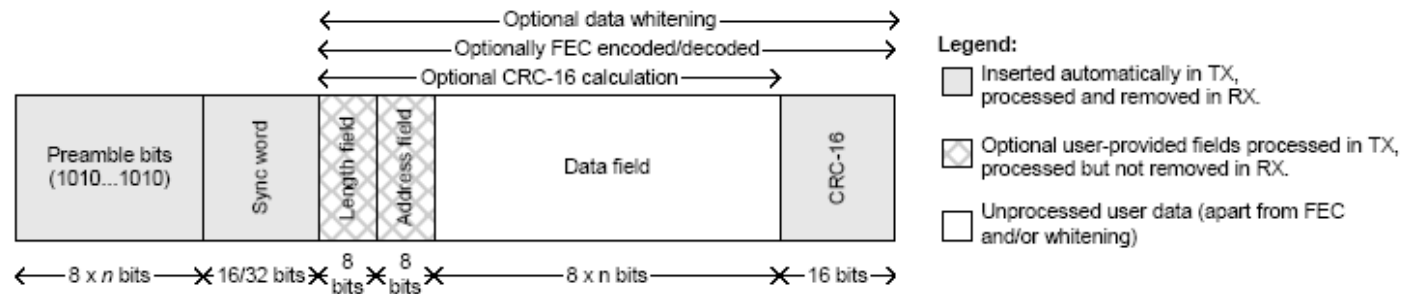 Optional data whitening
Optionally FEC encoded/decoded
Optional CRC-16 calculation
Preamble bits
(1010...1010)
Sync word
Length field
Address field
Data field
CRC-16
8 x n bits
16/32 bits
8
bits
8
bits
8 x n bits
16 bits
Legend:
Inserted automatically in TX,
processed and removed in RX.
Optional user-provided fields processed in TX,
processed but not removed in RX.
Unprocessed user data (apart from FEC
and/or whitening)